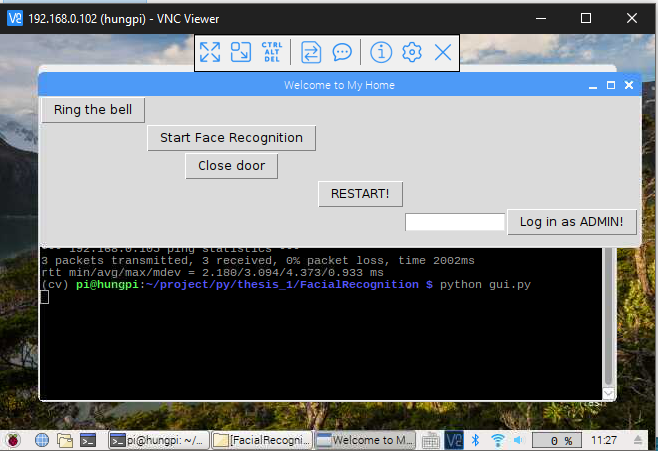 192.168.0.102 (hungpi) - VNC Viewer
CTRL
ALT
DEL
Welcome to My Home
Ring the bell
Start Face Recognition
Close door
RESTART!
Log in as ADMIN!
--- 192.168.0.105 ping statistics ---
3 packets transmitted, 3 received, 0% packet loss, time 2002ms
rtt min/avg/max/mdev = 2.180/3.094/4.373/0.933 ms
(cv) pi@hungpi:~/project/py/thesis_1/FacialRecognition $ python gui.py
pi@hungpi: ~/...
[FacialRecogni...
Welcome to M...
0 %
11:27